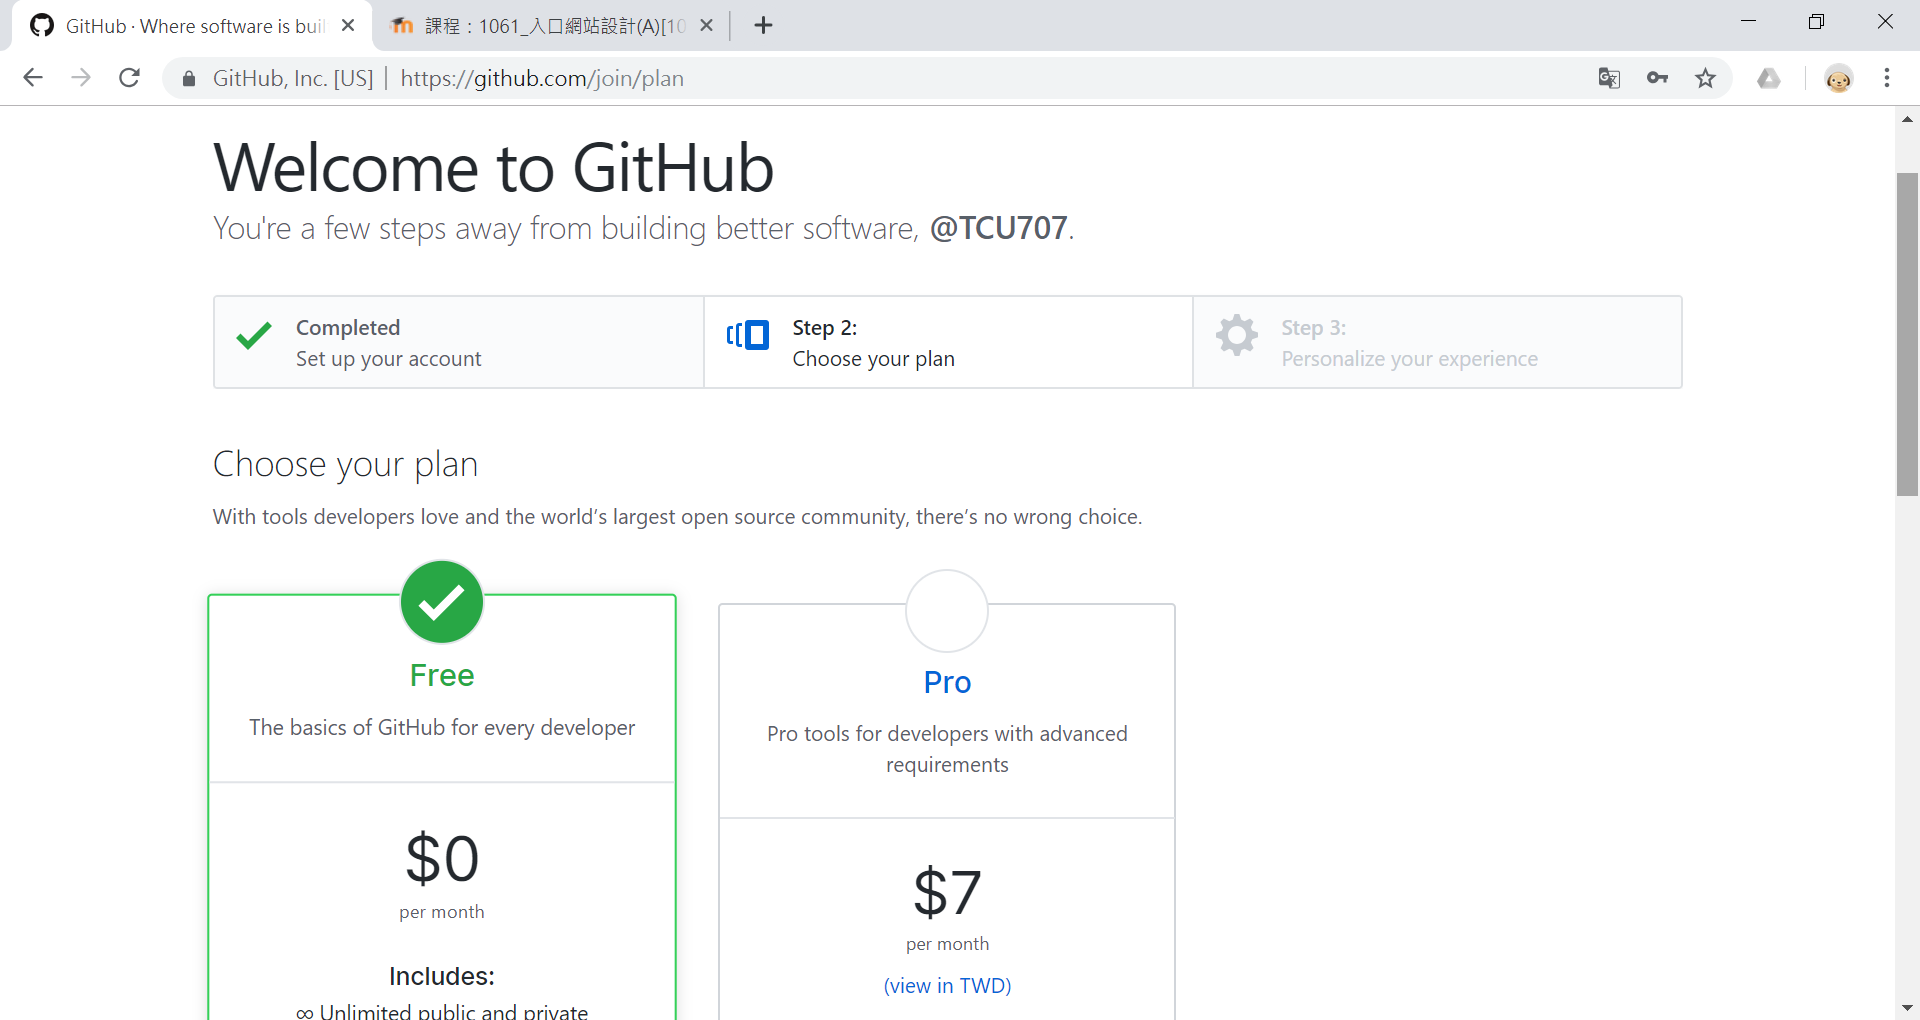 GitHub · Where software is buil
課程：1061_入口網站設計(A)[10
GitHub, Inc. [US] | https://github.com/join/plan
Welcome to GitHub
You're a few steps away from building better software, @TCU707.
Completed
Set up your account
Step 2:
Choose your plan
Step 3:
Personalize your experience
Choose your plan
With tools developers love and the world’s largest open source community, there’s no wrong choice.
Free
The basics of GitHub for every developer
$0
per month
Includes:
∞ Unlimited public and private
Pro
Pro tools for developers with advanced
requirements
$7
per month
(view in TWD)